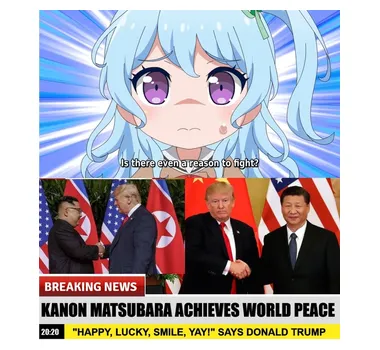 Is there even a reason to fight?
BREAKING NEWS
KANON MATSUBARA ACHIEVES WORLD PEACE
20:20 "HAPPY, LUCKY, SMILE, YAY!" SAYS DONALD TRUMP